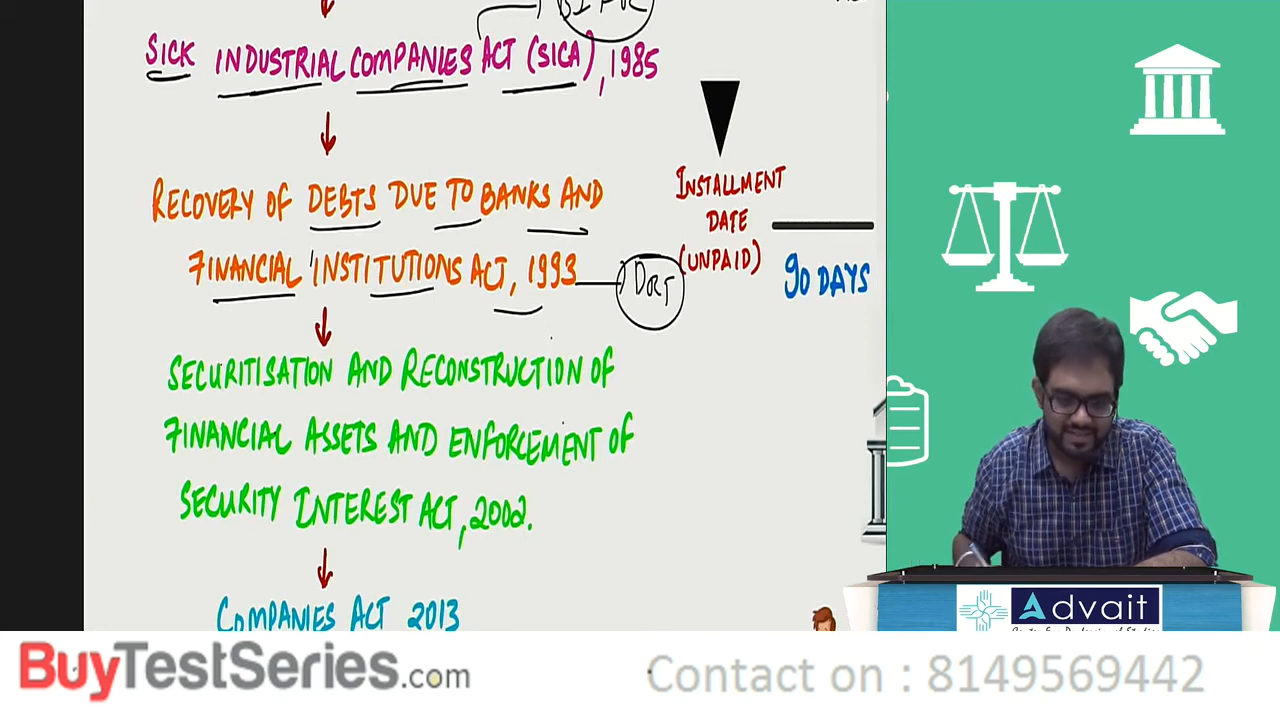 SICK INDUSTRIAL COMPANIES ACT (SICA), 1985
RECOVERY OF DEBTS DUE TO BANKS AND
FINANCIAL INSTITUTIONS ACT, 1993
DRT
SECURITISATION AND RECONSTRUCTION OF
FINANCIAL ASSETS AND ENFORCEMENT OF
SECURITY INTEREST ACT, 2002.
COMPANIES ACT 2013
INSTALLMENT
DATE
(UNPAID)
90 DAYS
Advait
BuyTestSeries.com
Contact on : 8149569442